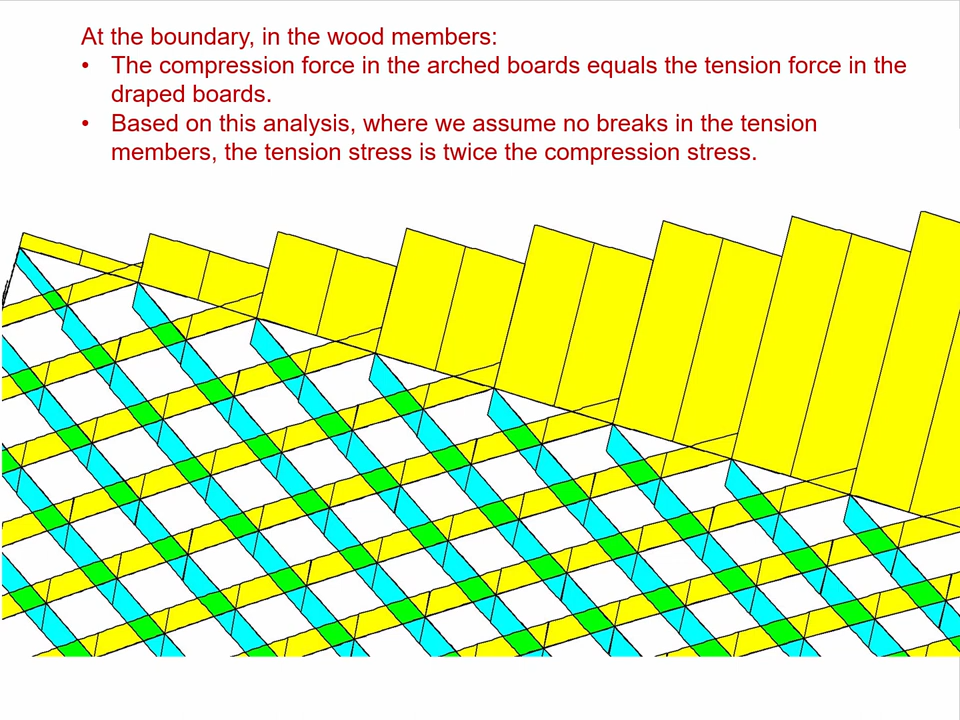 At the boundary, in the wood members:
• The compression force in the arched boards equals the tension force in the
draped boards.
• Based on this analysis, where we assume no breaks in the tension
members, the tension stress is twice the compression stress.